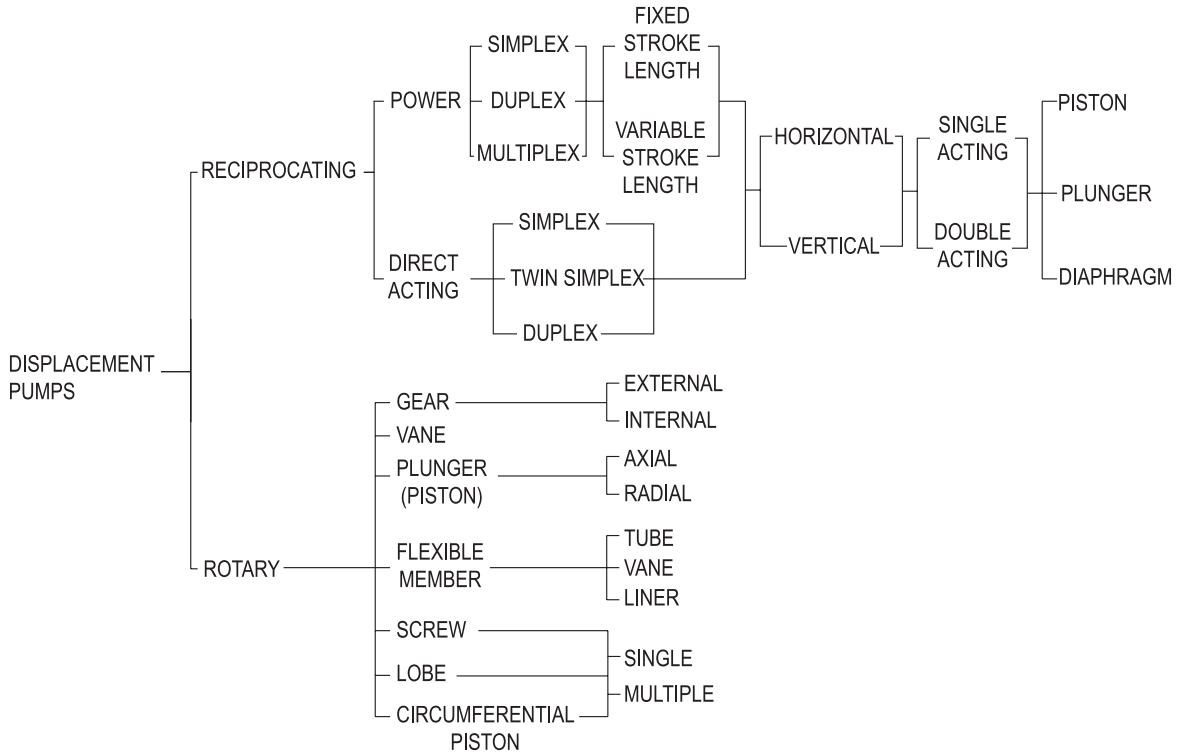 DISPLACEMENT
PUMPS
RECIPROCATING
POWER
SIMPLEX
DUPLEX
MULTIPLEX
FIXED
STROKE
LENGTH
VARIABLE
STROKE
LENGTH
DIRECT
ACTING
SIMPLEX
TWIN SIMPLEX
DUPLEX
HORIZONTAL
VERTICAL
SINGLE
ACTING
DOUBLE
ACTING
PISTON
PLUNGER
DIAPHRAGM
ROTARY
GEAR
EXTERNAL
INTERNAL
VANE
PLUNGER
(PISTON)
AXIAL
RADIAL
FLEXIBLE
MEMBER
TUBE
VANE
LINER
SCREW
LOBE
CIRCUMFERENTIAL
PISTON
SINGLE
MULTIPLE